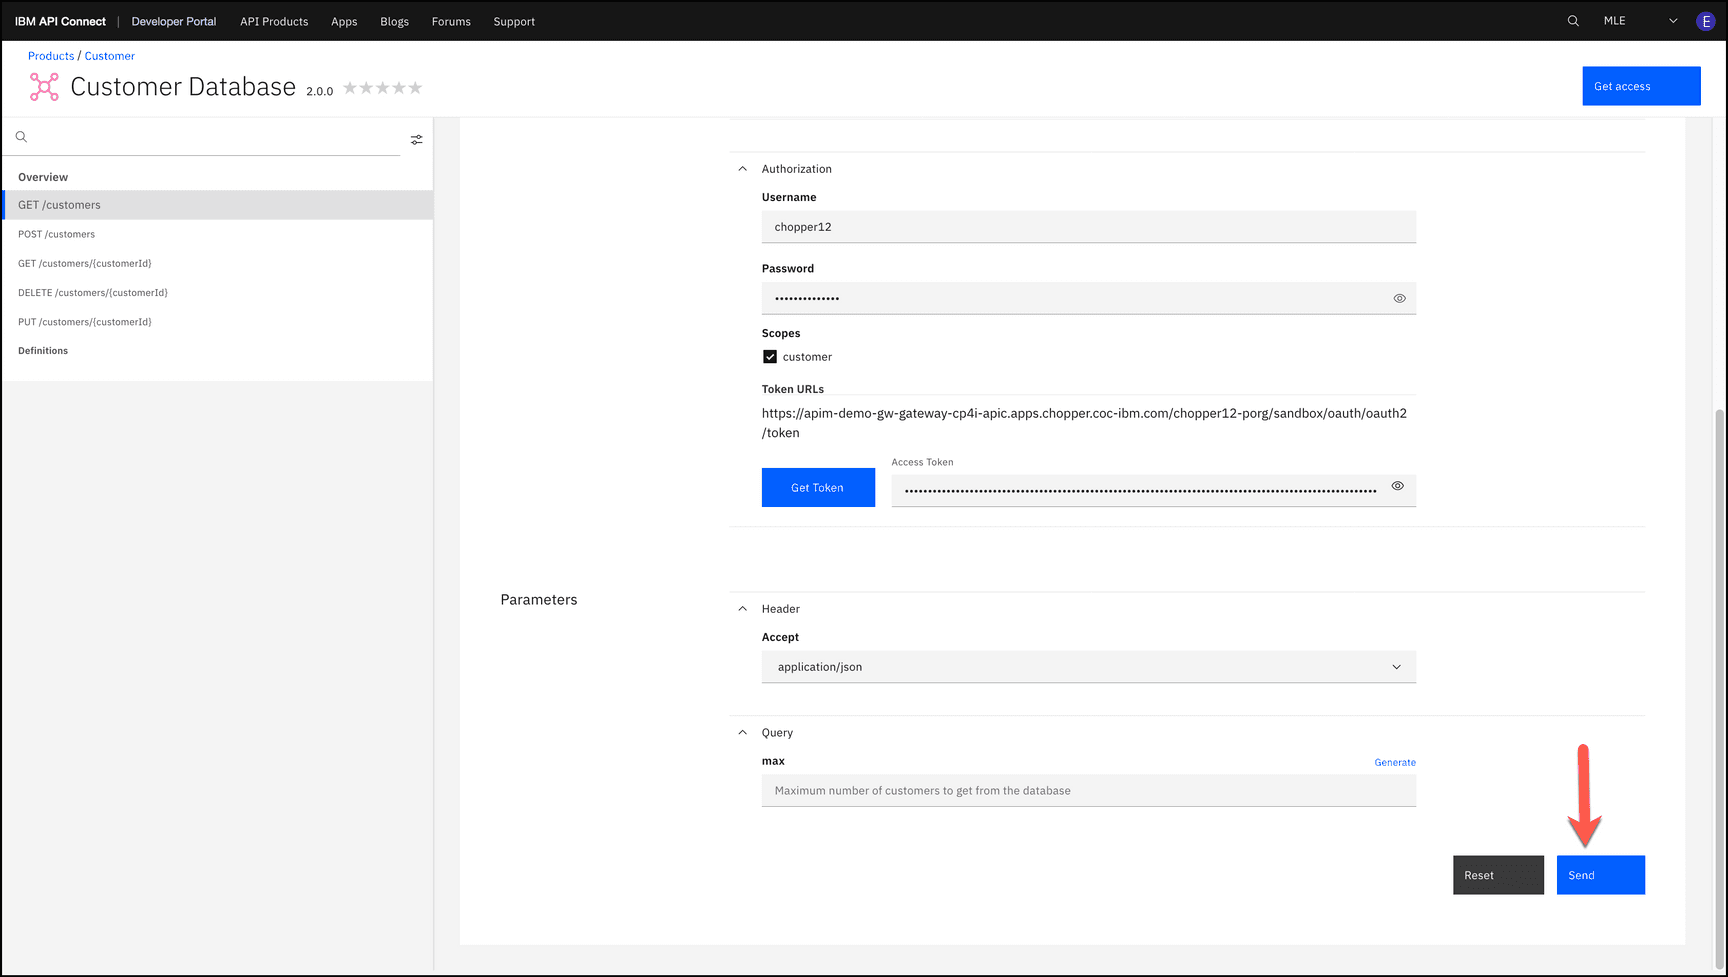 IBM API Connect | Developer Portal API Products Apps Blogs Forums Support MLE E
Products / Customer
Customer Database 2.0.0
Get access
Overview
GET /customers
POST /customers
GET /customers/{customerId}
DELETE /customers/{customerId}
PUT /customers/{customerId}
Definitions
Authorization
Username
chopper12
Password
Scopes
customer
Token URLs
https://apim-demo-gw-gateway-cp4i-apic.apps.chopper.coc-ibm.com/chopper12-porg/sandbox/oauth/oauth2
/token
Access Token
Get Token
Parameters
Header
Accept
application/json
Query
max
Generate
Maximum number of customers to get from the database
Reset
Send